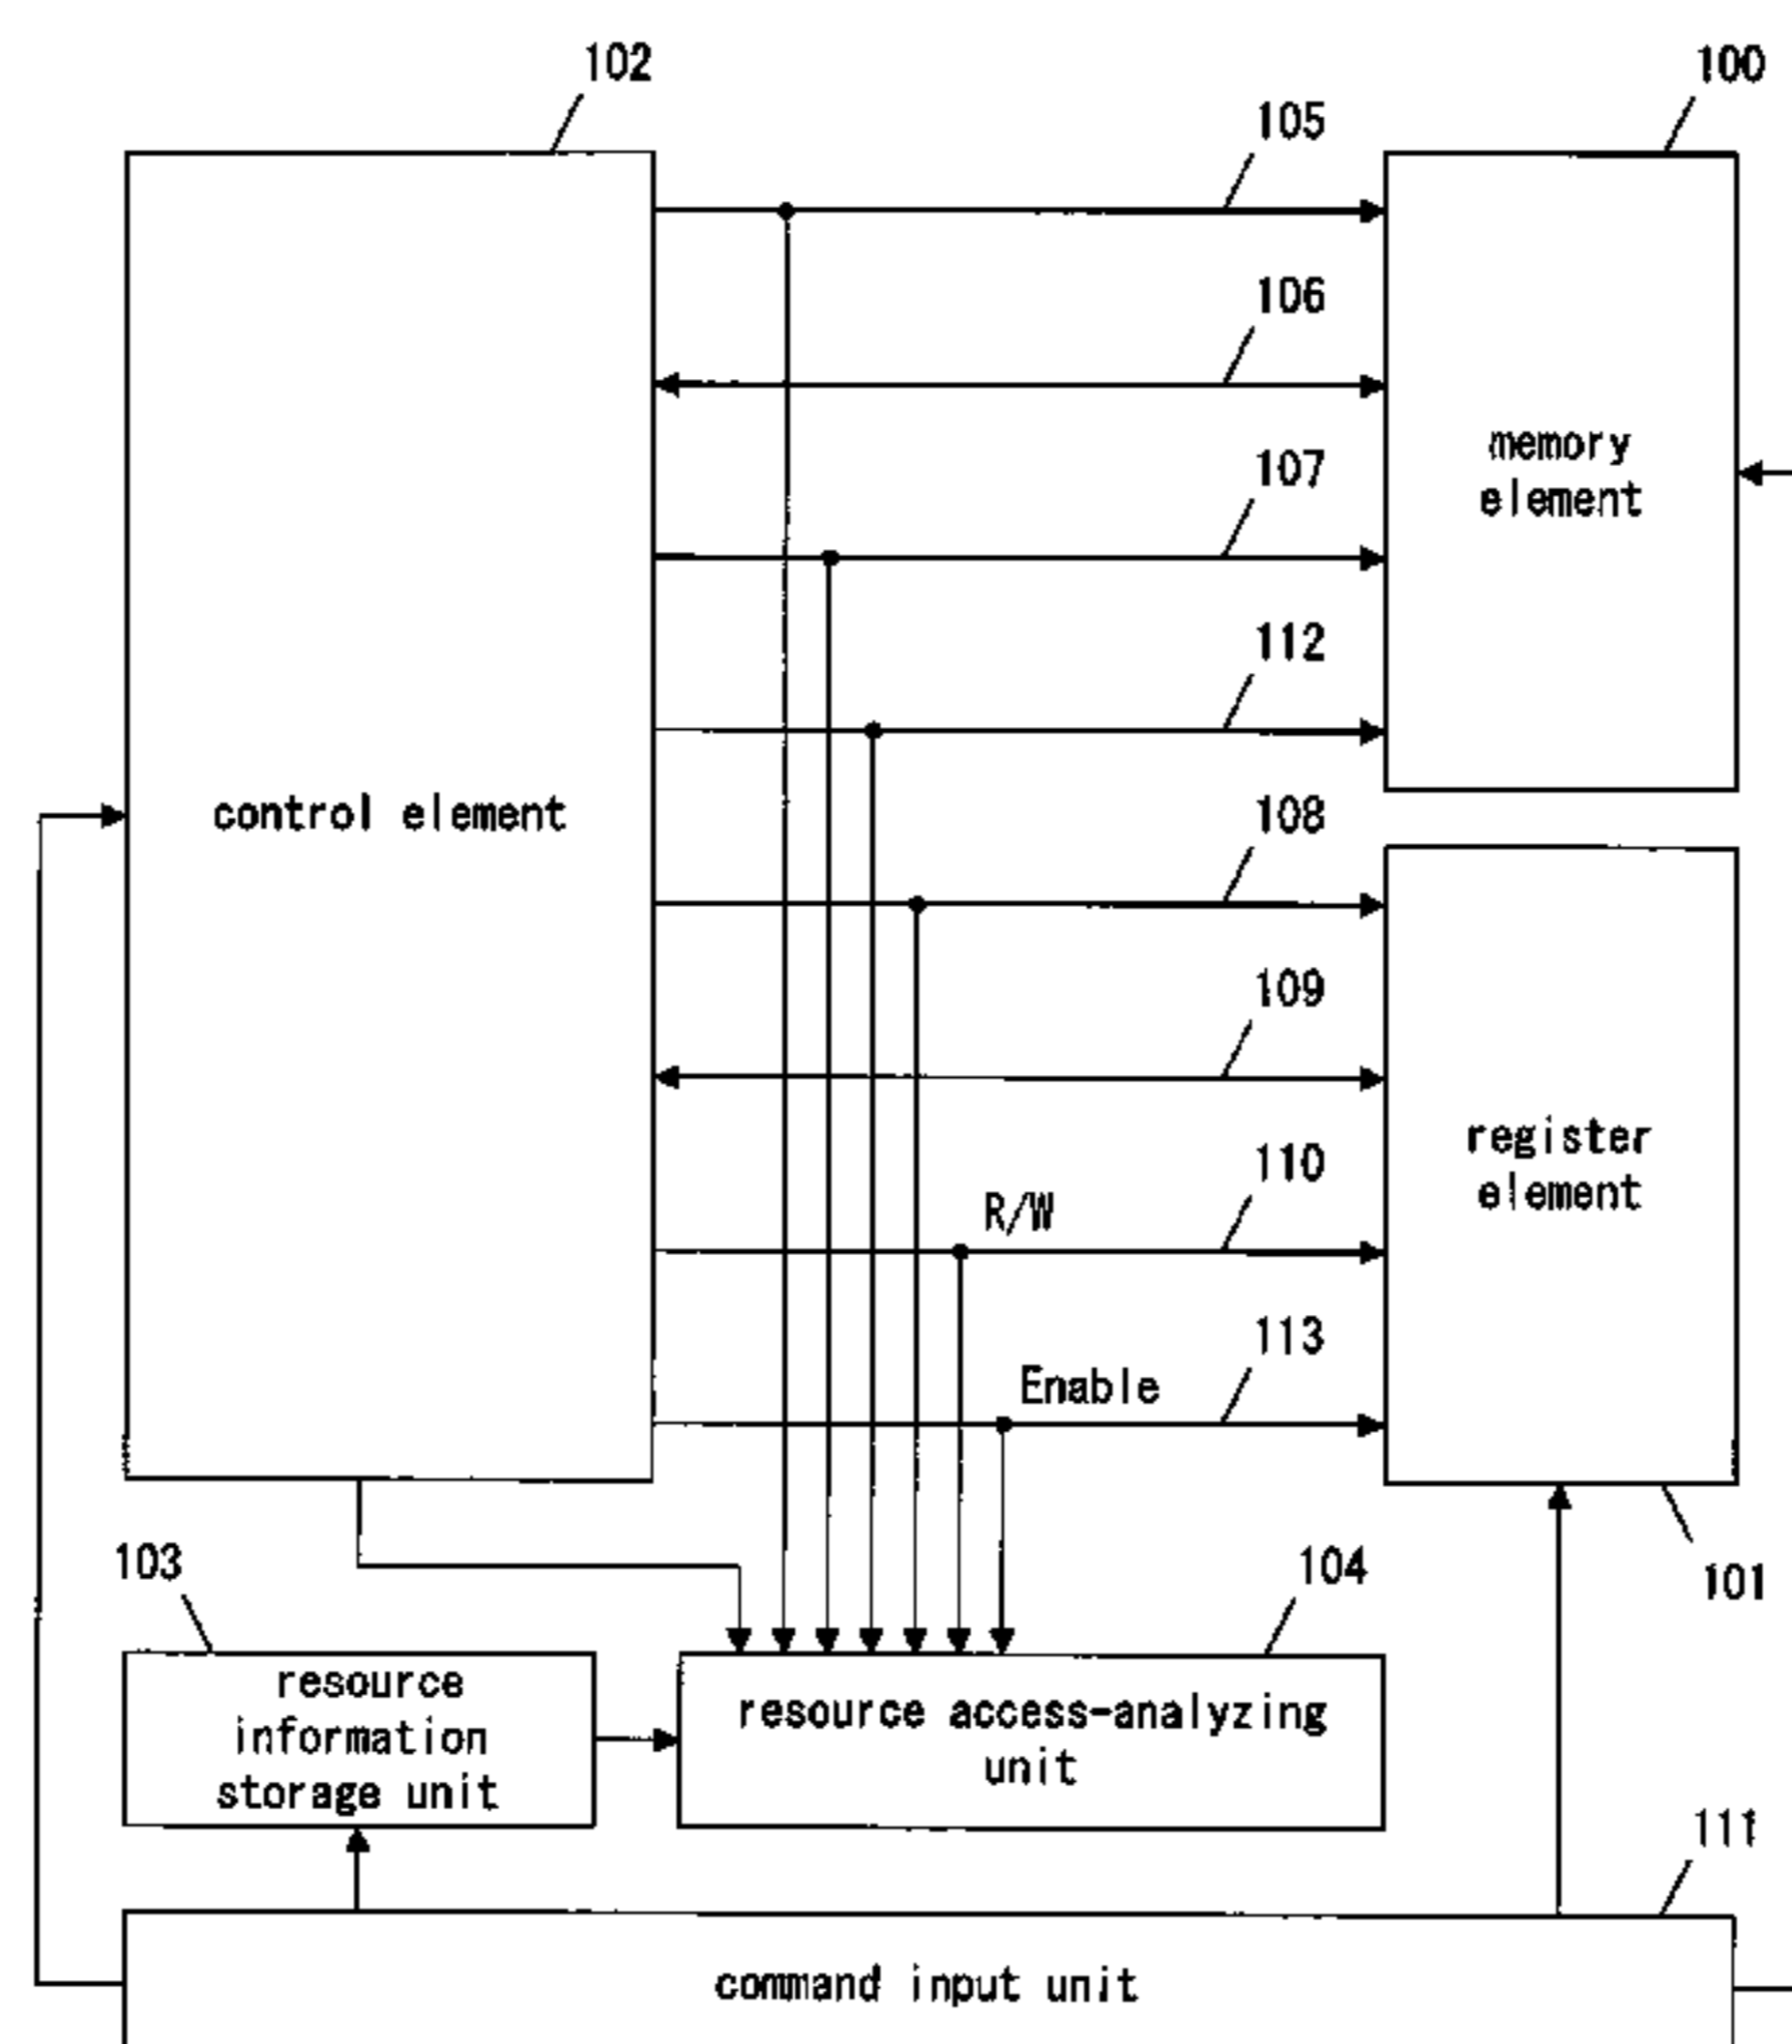 102
100
105
106
memory
element
107
112
control element
108
109
register
element
110
R/W
113
Enable
103
104
101
resource
information
storage unit
resource access-analyzing
unit
111
command input unit